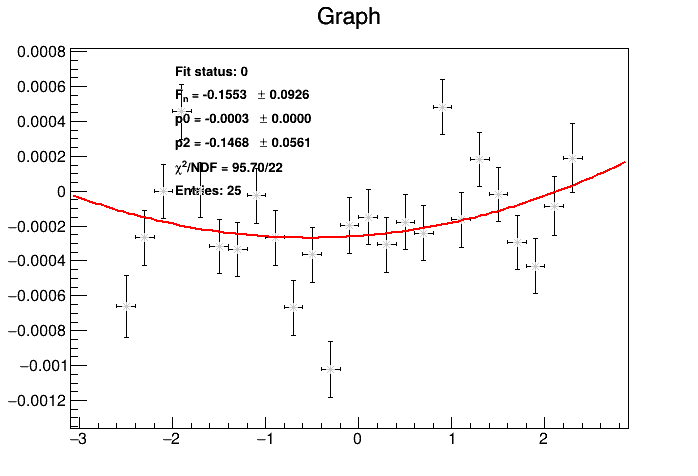 Graph
Fit status: 0
Fn = -0.1553 ± 0.0926
p0 = -0.0003 ± 0.0000
p2 = -0.1468 ± 0.0561
χ²/NDF = 95.70/22
Entries: 25
0.0008
0.0006
0.0004
0.0002
0
−0.0002
−0.0004
−0.0006
−0.0008
−0.001
−0.0012
−3 −2 −1 0 1 2